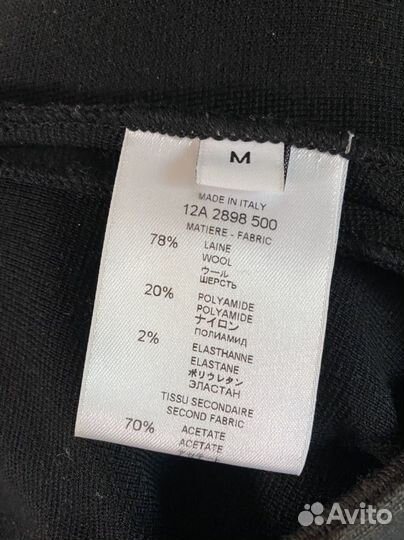 M
MADE IN ITALY
12A 2898 500
MATIERE - FABRIC
78% LAINE
WOOL
ウール
ШЕРСТЬ
20% POLYAMIDE
POLYAMIDE
ナイロン
ПОЛИАМИД
2% ELASTHANNE
ELASTANE
ポリウレタン
ЭЛАСТАН
TISSU SECONDAIRE
SECOND FABRIC
70% ACETATE
ACETATE
Avito